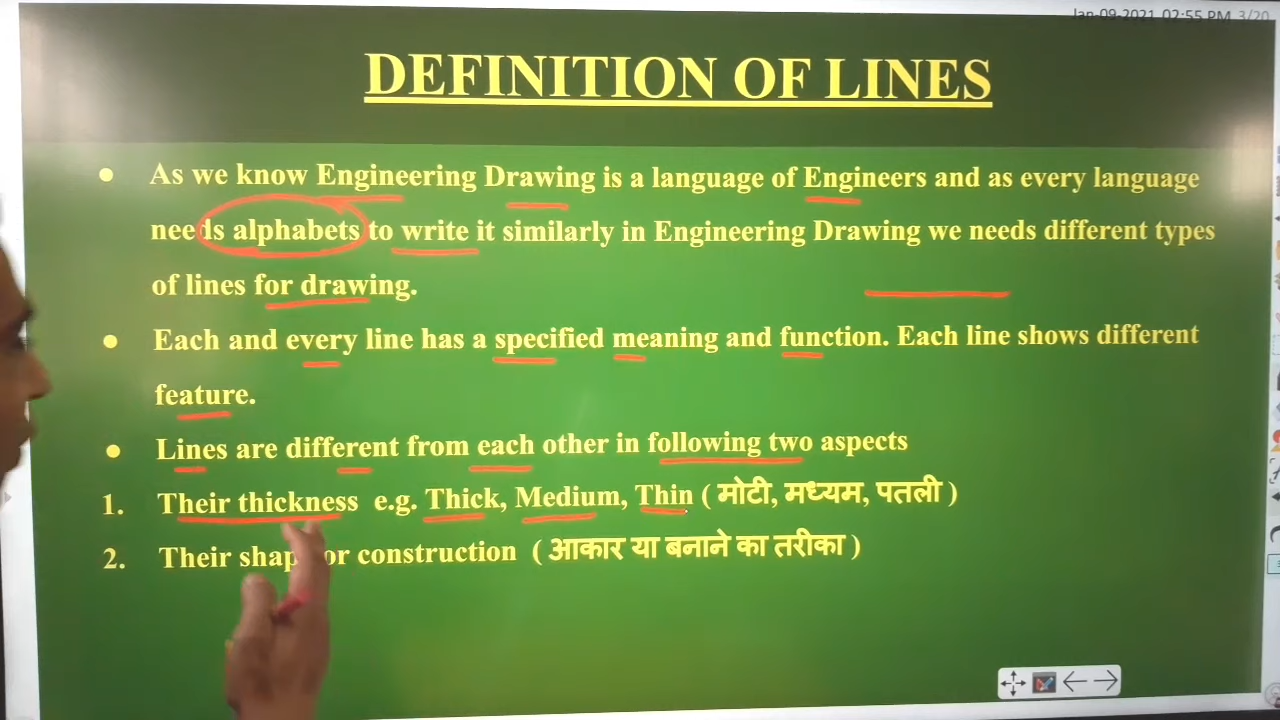 Jan-09-2021 02:55 PM 3/20
DEFINITION OF LINES
● As we know Engineering Drawing is a language of Engineers and as every language
needs alphabets to write it similarly in Engineering Drawing we needs different types
of lines for drawing.
● Each and every line has a specified meaning and function. Each line shows different
feature.
● Lines are different from each other in following two aspects
1. Their thickness e.g. Thick, Medium, Thin ( मोटी, मध्यम, पतली )
2. Their shap or construction ( आकार या बनाने का तरीका )